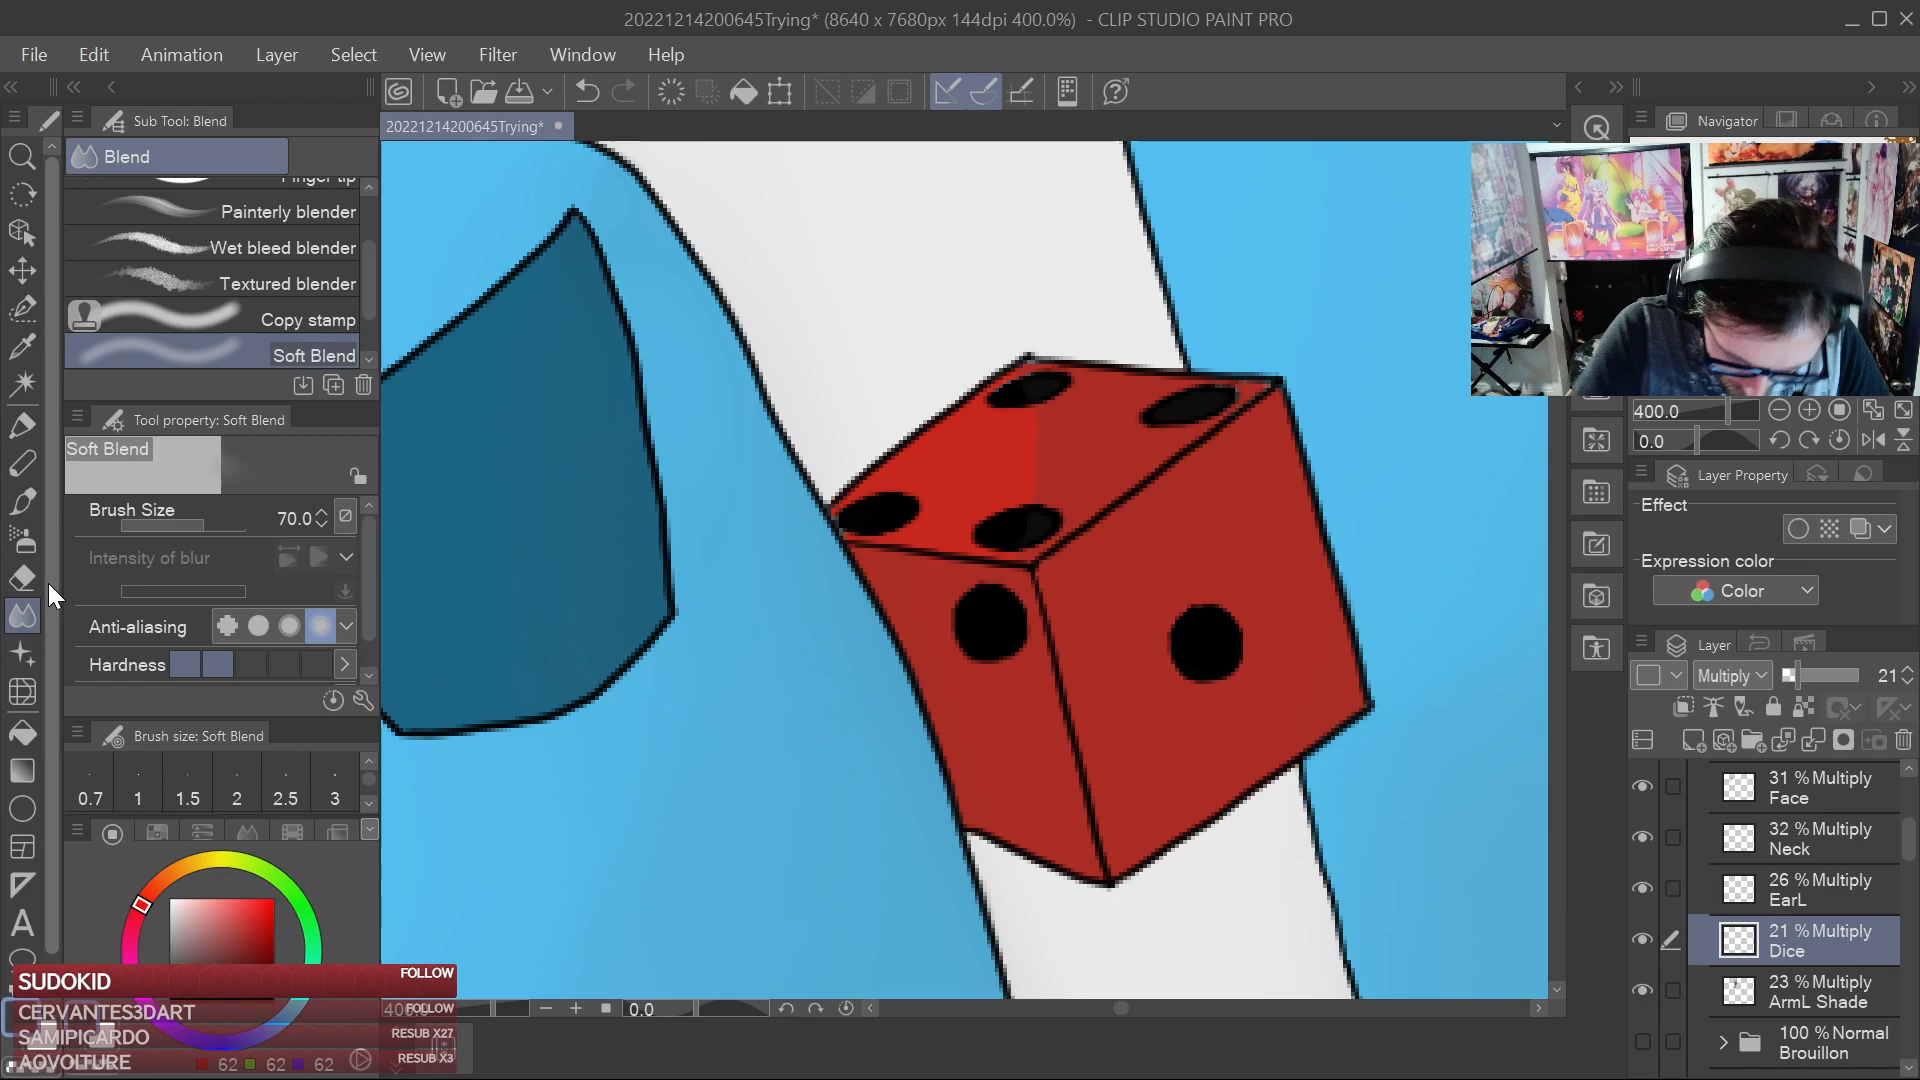 20221214200645Trying* (8640 x 7680px 144dpi 400.0%) - CLIP STUDIO PAINT PRO
File Edit Animation Layer Select View Filter Window Help
Sub Tool: Blend
20221214200645Trying*
Navigator
Blend
Finger tip
Painterly blender
Wet bleed blender
Textured blender
Copy stamp
Soft Blend
Tool property: Soft Blend
Soft Blend
Brush Size 70.0
Intensity of blur
Anti-aliasing
Hardness
Brush size: Soft Blend
0.7 1 1.5 2 2.5 3
400.0
0.0
Layer Property
Effect
Expression color
Color
Layer
Multiply 21
31 % Multiply
Face
32 % Multiply
Neck
26 % Multiply
EarL
21 % Multiply
Dice
23 % Multiply
ArmL Shade
100 % Normal
Brouillon
SUDOKID FOLLOW
CERVANTES3DART FOLLOW
SAMIPICARDO RESUB X27
AOVOLTURE RESUB X3
0.0
62 62 62